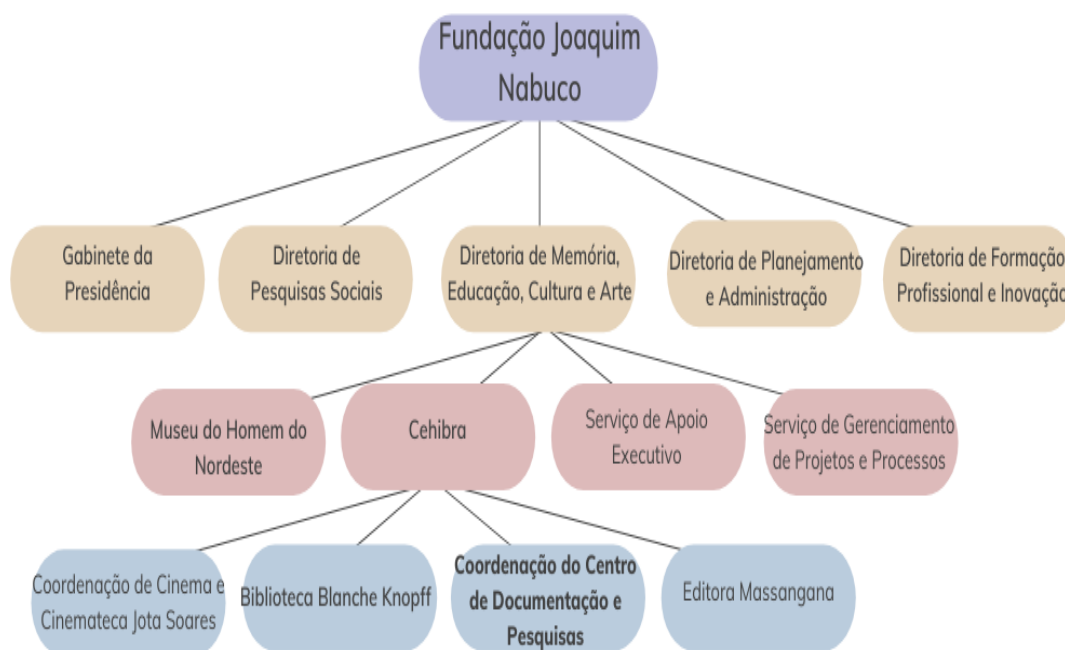 Fundação Joaquim
Nabuco
Gabinete da
Presidência
Diretoria de
Pesquisas Sociais
Diretoria de Memória,
Educação, Cultura e Arte
Diretoria de Planejamento
e Administração
Diretoria de Formação
Profissional e Inovação
Museu do Homem do
Nordeste
Cehibra
Serviço de Apoio
Executivo
Serviço de Gerenciamento
de Projetos e Processos
Coordenação de Cinema e
Cinemateca Jota Soares
Biblioteca Blanche Knopff
Coordenação do Centro
de Documentação e
Pesquisas
Editora Massangana